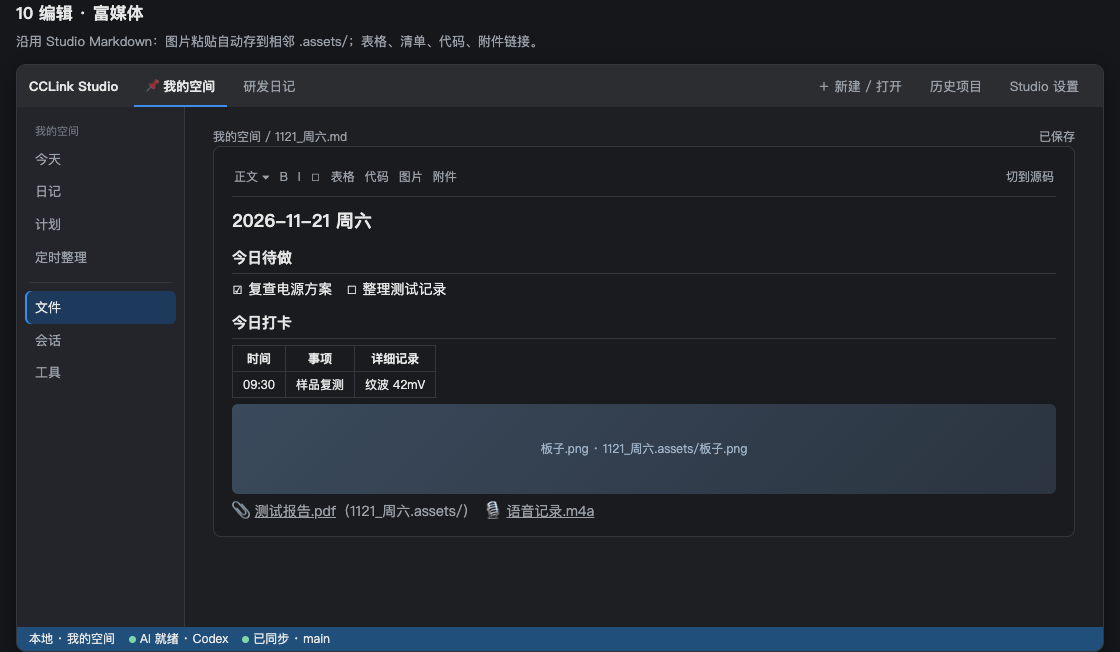 10 编辑 · 富媒体
沿用 Studio Markdown：图片粘贴自动存到相邻 .assets/；表格、清单、代码、附件链接。
CCLink Studio 我的空间 研发日记 + 新建 / 打开 历史项目 Studio 设置
我的空间
今天
日记
计划
定时整理
文件
会话
工具
我的空间 / 1121_周六.md 已保存
正文 B I 表格 代码 图片 附件 切到源码
2026-11-21 周六
今日待做
☑ 复查电源方案 ☐ 整理测试记录
今日打卡
时间 事项 详细记录
09:30 样品复测 纹波 42mV
板子.png · 1121_周六.assets/板子.png
测试报告.pdf（1121_周六.assets/） 语音记录.m4a
本地 · 我的空间 AI 就绪 · Codex 已同步 · main